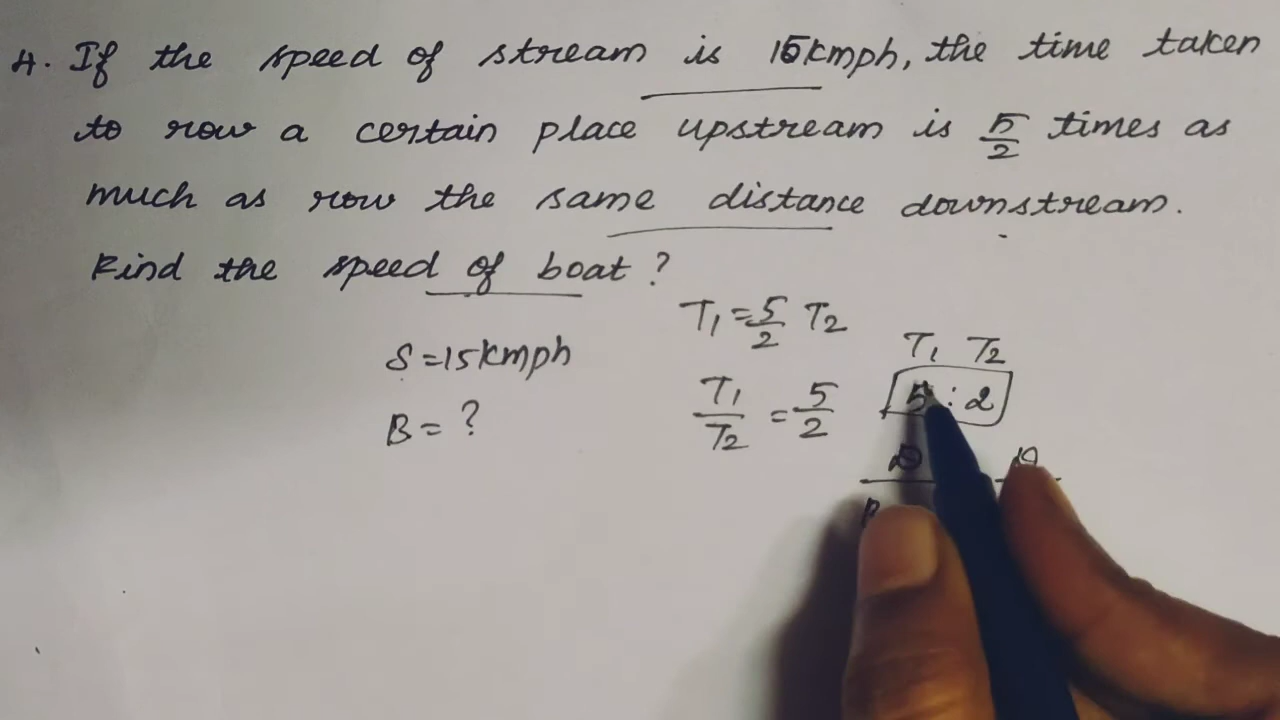 4. If the speed of stream is 15kmph, the time taken
to row a certain place upstream is 5/2 times as
much as row the same distance downstream.
Find the speed of boat ?
T1 = 5/2 T2
S = 15kmph
B = ?
T1/T2 = 5/2
T1 T2
5 : 2
D D
B